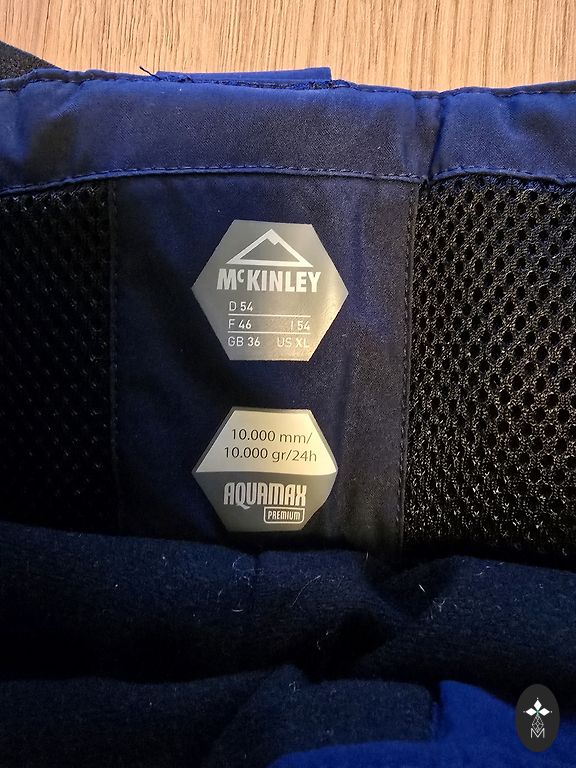 McKINLEY
D 54
F 46 I 54
GB 36 US XL
10.000 mm/
10.000 gr/24h
AQUAMAX
PREMIUM
M